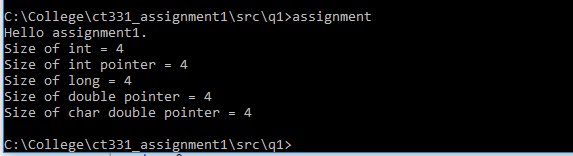 C:\College\ct331_assignment1\src\q1>assignment
Hello assignment1.
Size of int = 4
Size of int pointer = 4
Size of long = 4
Size of double pointer = 4
Size of char double pointer = 4
C:\College\ct331_assignment1\src\q1>